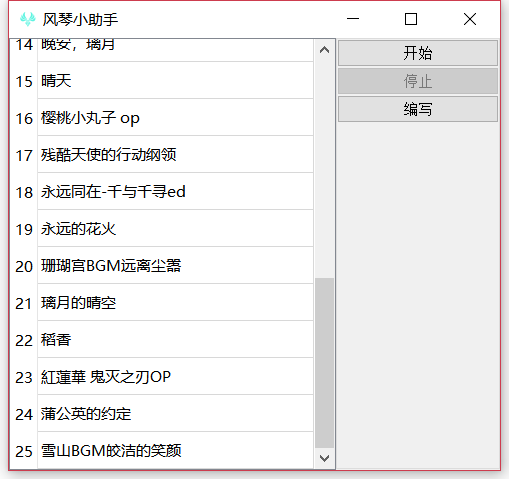 风琴小助手
14 晚安，璃月
15 晴天
16 樱桃小丸子 op
17 残酷天使的行动纲领
18 永远同在-千与千寻ed
19 永远的花火
20 珊瑚宫BGM远离尘嚣
21 璃月的晴空
22 稻香
23 紅蓮華 鬼灭之刃OP
24 蒲公英的约定
25 雪山BGM皎洁的笑颜
开始
停止
编写